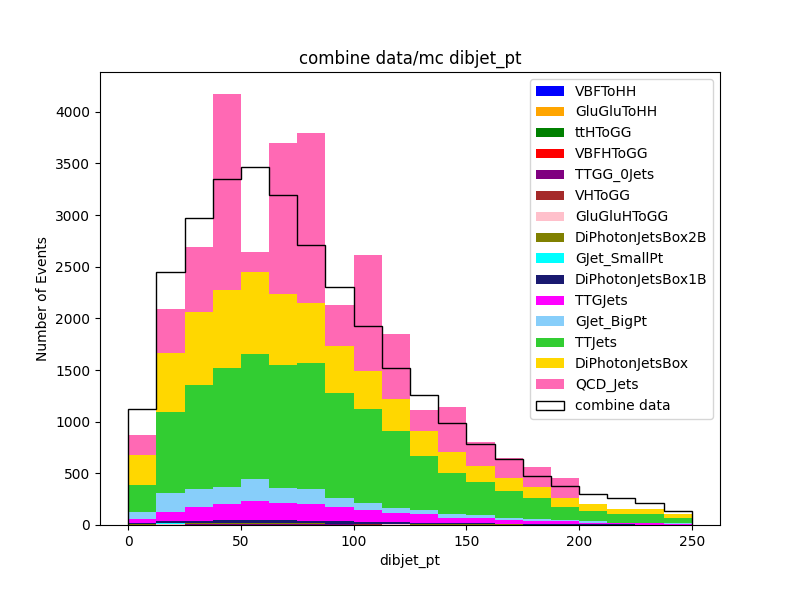 combine data/mc dibjet_pt
Number of Events
4000
3500
3000
2500
2000
1500
1000
500
0
0
50
100
150
200
250
dibjet_pt
VBFToHH
GluGluToHH
ttHToGG
VBFHToGG
TTGG_0Jets
VHToGG
GluGluHToGG
DiPhotonJetsBox2B
GJet_SmallPt
DiPhotonJetsBox1B
TTGJets
GJet_BigPt
TTJets
DiPhotonJetsBox
QCD_Jets
combine data